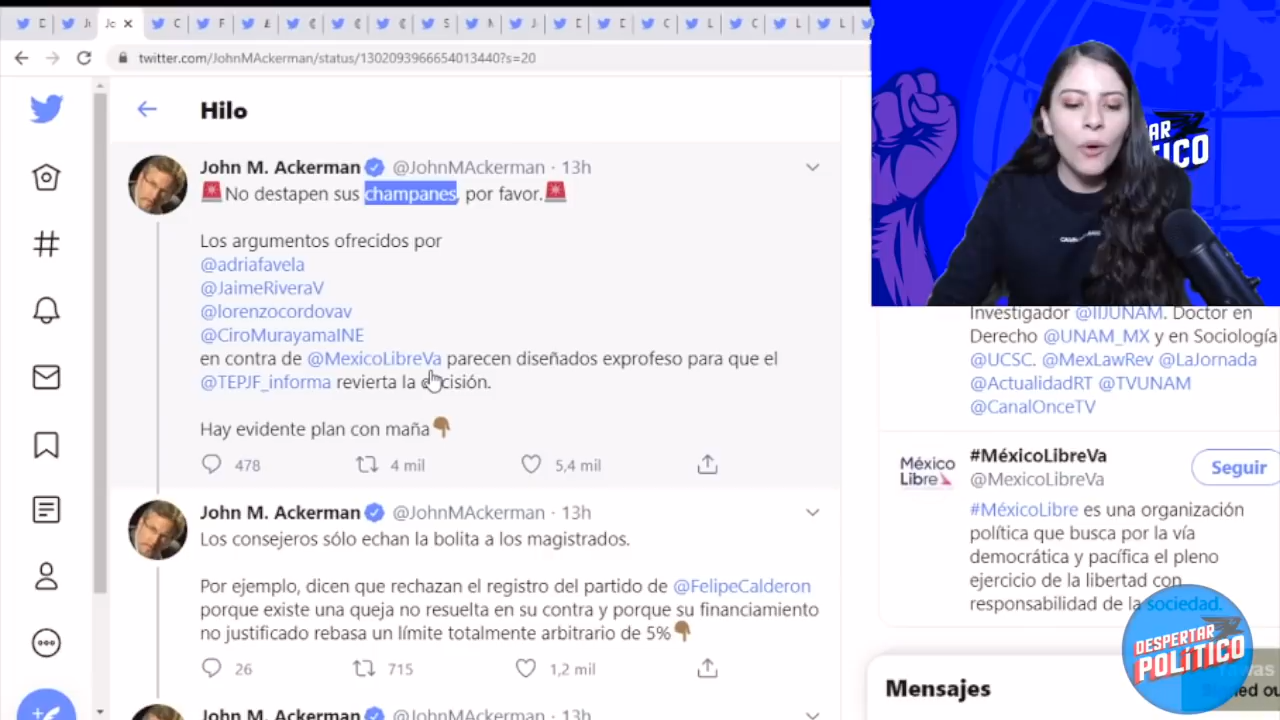 twitter.com/JohnMAckerman/status/1302093966654013440?s=20
AR
ÍTICO
Hilo
John M. Ackerman @JohnMAckerman · 13h
🚨No destapen sus champanes, por favor.🚨
Los argumentos ofrecidos por
@adriafavela
@JaimeRiveraV
@lorenzocordovav
@CiroMurayamaINE
en contra de @MexicoLibreVa parecen diseñados exprofeso para que el
@TEPJF_informa revierta la decisión.
Hay evidente plan con maña👇🏾
478 4 mil 5,4 mil
John M. Ackerman @JohnMAckerman · 13h
Los consejeros sólo echan la bolita a los magistrados.
Por ejemplo, dicen que rechazan el registro del partido de @FelipeCalderon
porque existe una queja no resuelta en su contra y porque su financiamiento
no justificado rebasa un límite totalmente arbitrario de 5%👇🏾
26 715 1,2 mil
John M. Ackerman @JohnMAckerman · 13h
Investigador @IIJUNAM. Doctor en
Derecho @UNAM_MX y en Sociología
@UCSC. @MexLawRev @LaJornada
@ActualidadRT @TVUNAM
@CanalOnceTV
México
Libre
#MéxicoLibreVa
@MexicoLibreVa
Seguir
#MéxicoLibre es una organización
política que busca por la vía
democrática y pacífica el pleno
ejercicio de la libertad con
responsabilidad de la sociedad.
DESPERTAR
POLÍTICO
Mensajes